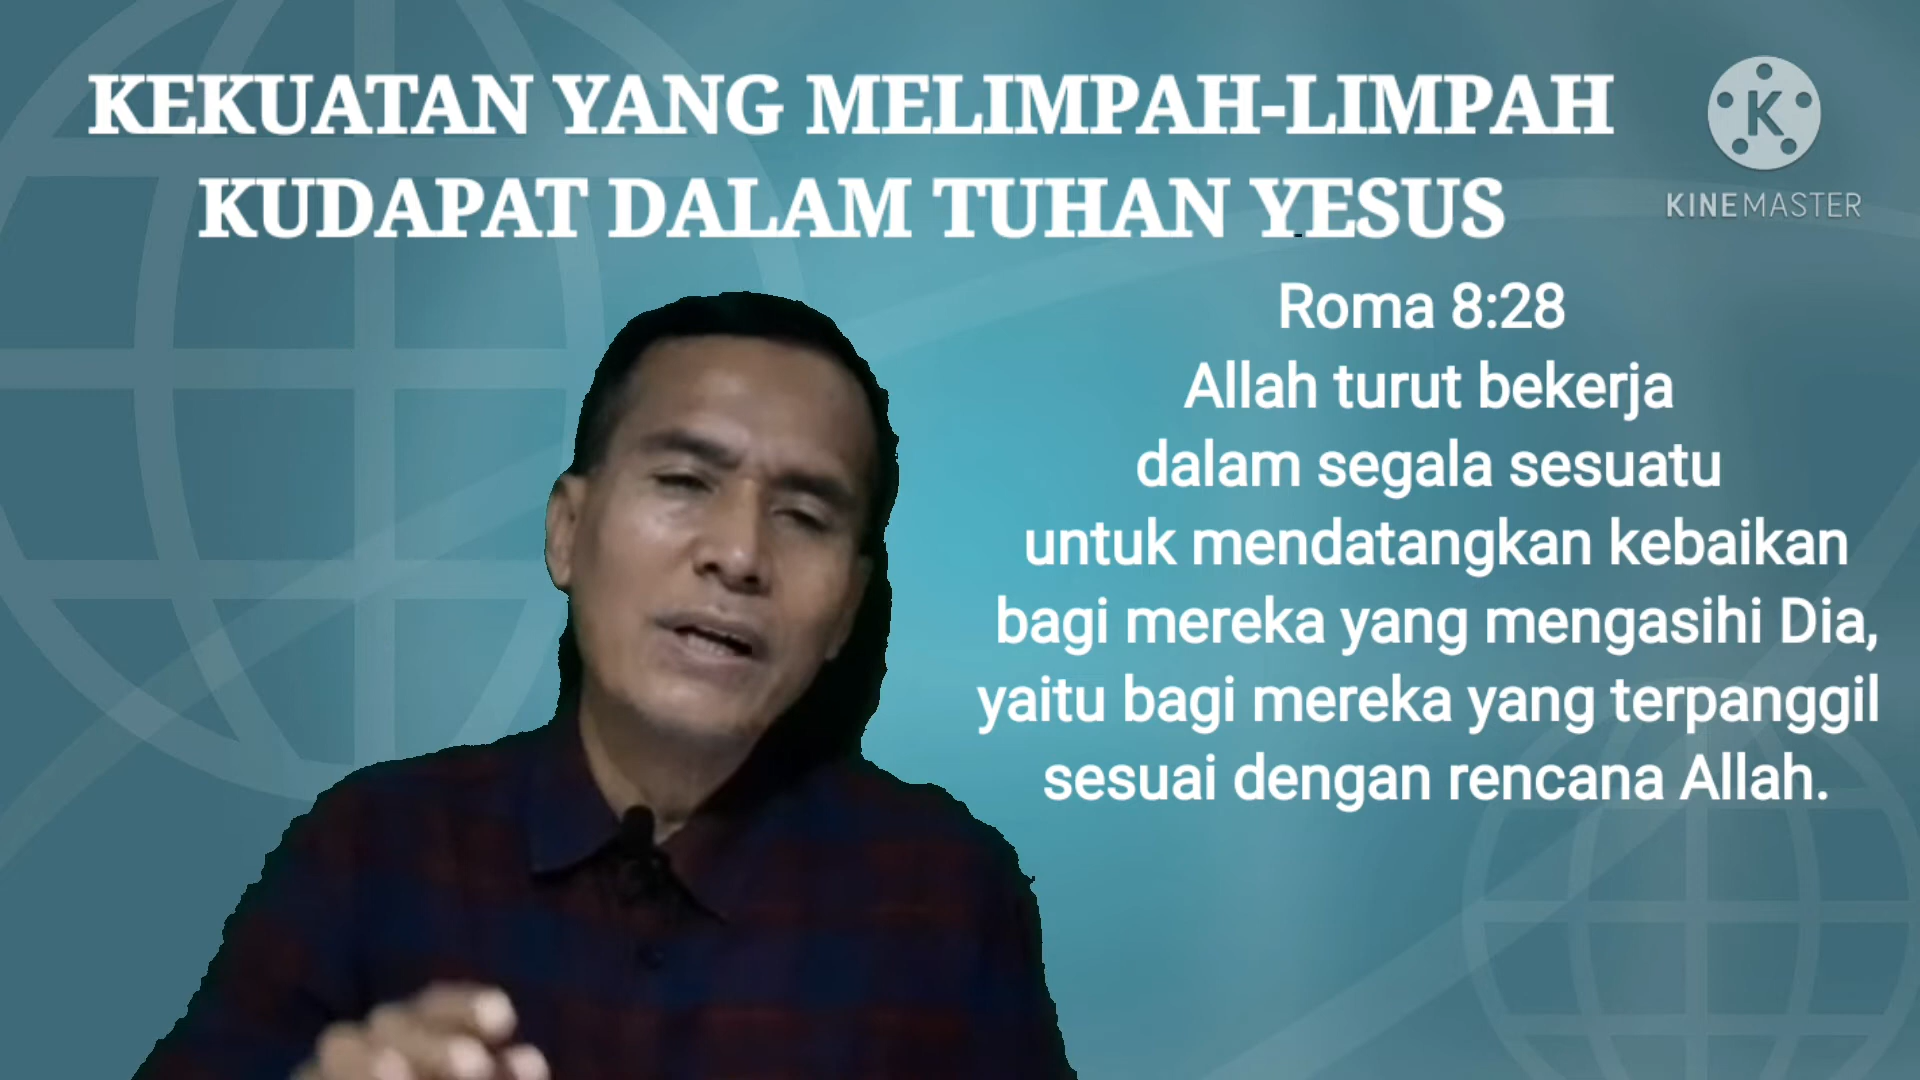 KEKUATAN YANG MELIMPAH-LIMPAH
KUDAPAT DALAM TUHAN YESUS
K
KINEMASTER
Roma 8:28
Allah turut bekerja
dalam segala sesuatu
untuk mendatangkan kebaikan
bagi mereka yang mengasihi Dia,
yaitu bagi mereka yang terpanggil
sesuai dengan rencana Allah.